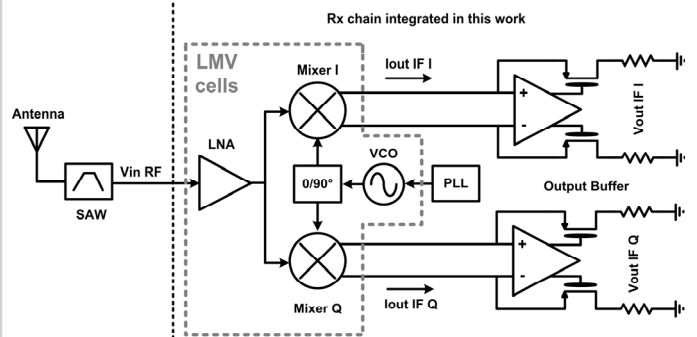 Rx chain integrated in this work
LMV
cells
Mixer I
Iout IF I
Antenna
LNA
Vin RF
SAW
0/90°
VCO
PLL
+
-
Vout IF I
Output Buffer
+
-
Vout IF Q
Mixer Q
Iout IF Q